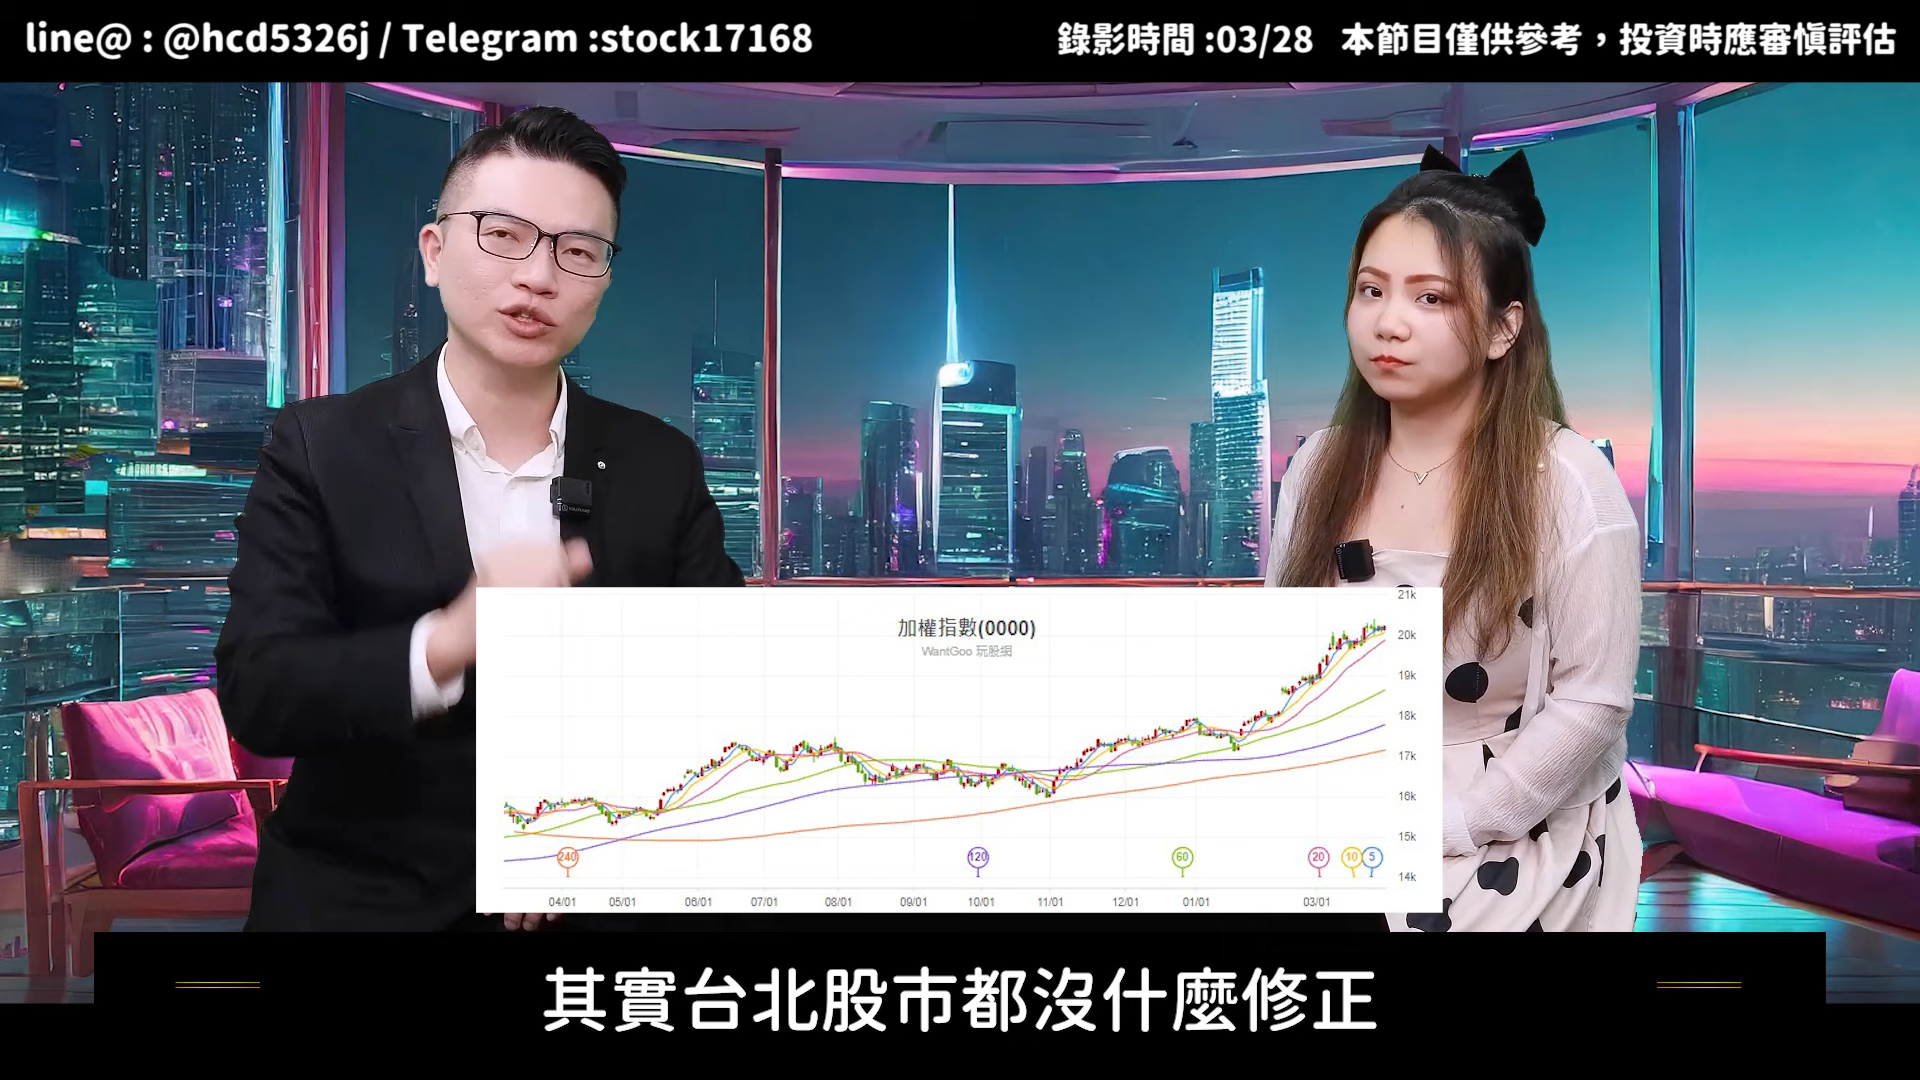 line@ : @hcd5326j / Telegram :stock17168
錄影時間 :03/28 本節目僅供參考，投資時應審慎評估
加權指數(0000)
WantGoo 玩股網
21k
20k
19k
18k
17k
16k
15k
14k
240
120
60
20
10
5
04/01
05/01
06/01
07/01
08/01
09/01
10/01
11/01
12/01
01/01
03/01
其實台北股市都沒什麼修正